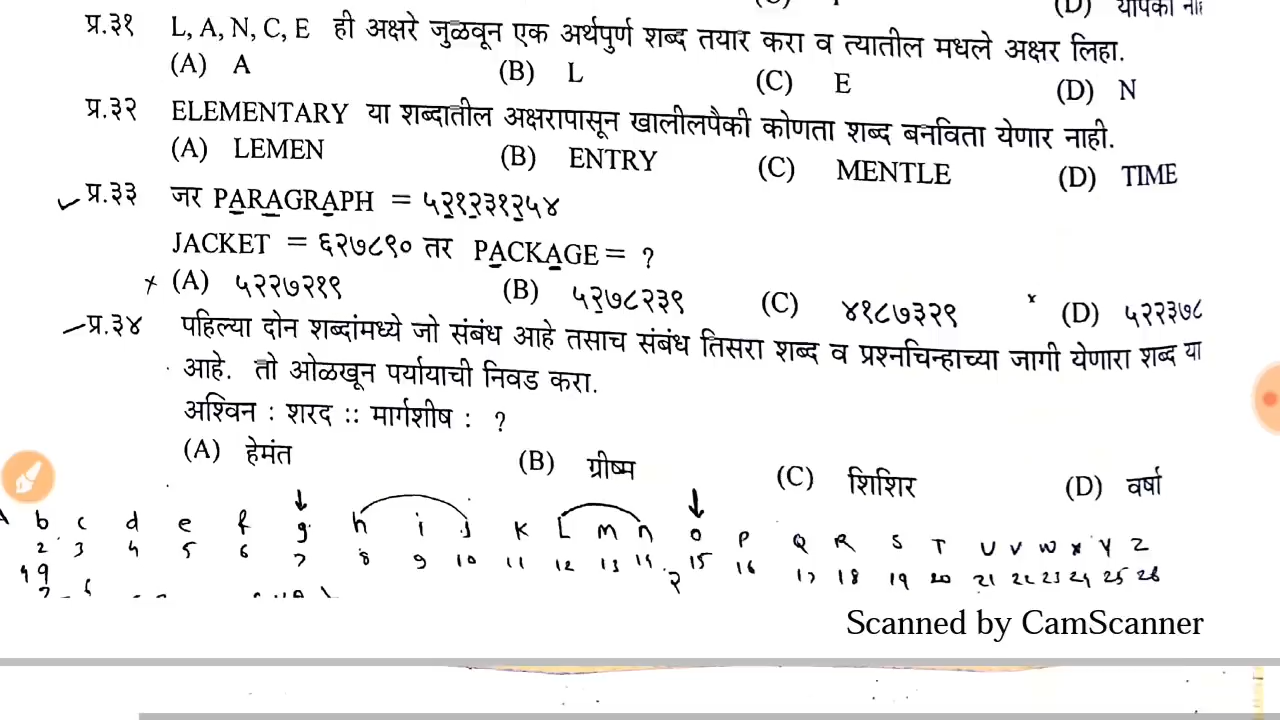 (D) यापैकी
प्र.३१ L, A, N, C, E ही अक्षरे जुळवून एक अर्थपुर्ण शब्द तयार करा व त्यातील मधले अक्षर लिहा.
(A) A (B) L (C) E (D) N
प्र.३२ ELEMENTARY या शब्दातील अक्षरापासून खालीलपैकी कोणता शब्द बनविता येणार नाही.
(A) LEMEN (B) ENTRY (C) MENTLE (D) TIME
प्र.३३ जर PARAGRAPH = ५२१२३१२५४
JACKET = ६२७८९० तर PACKAGE = ?
(A) ५२२७२१९ (B) ५२७८२३९ (C) ४१८७३२९ (D) ५२२३७८
प्र.३४ पहिल्या दोन शब्दांमध्ये जो संबंध आहे तसाच संबंध तिसरा शब्द व प्रश्नचिन्हाच्या जागी येणारा शब्द या
आहे. तो ओळखून पर्यायाची निवड करा.
अश्विन : शरद :: मार्गशीष : ?
(A) हेमंत (B) ग्रीष्म (C) शिशिर (D) वर्षा
b c d e f g h i J K L m n o P Q R S T U V W X Y Z
2 3 4 5 6 7 8 9 10 11 12 13 14 15 16 17 18 19 20 21 22 23 24 25 26
Scanned by CamScanner